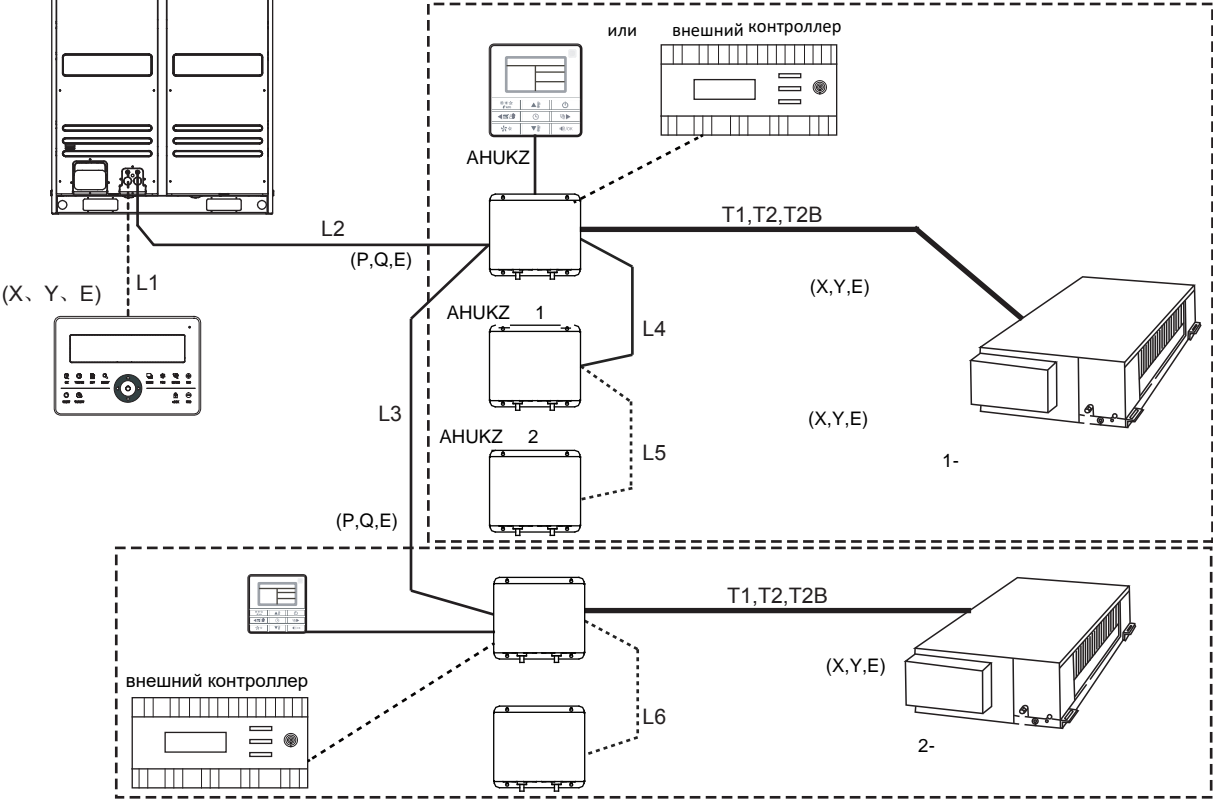 или внешний контроллер
AHUKZ
T1,T2,T2B
L2
(P,Q,E)
L1
(X、Y、E)
(X,Y,E)
AHUKZ 1
L4
L3
(X,Y,E)
AHUKZ 2
L5
1-
(P,Q,E)
T1,T2,T2B
(X,Y,E)
внешний контроллер
L6
2-